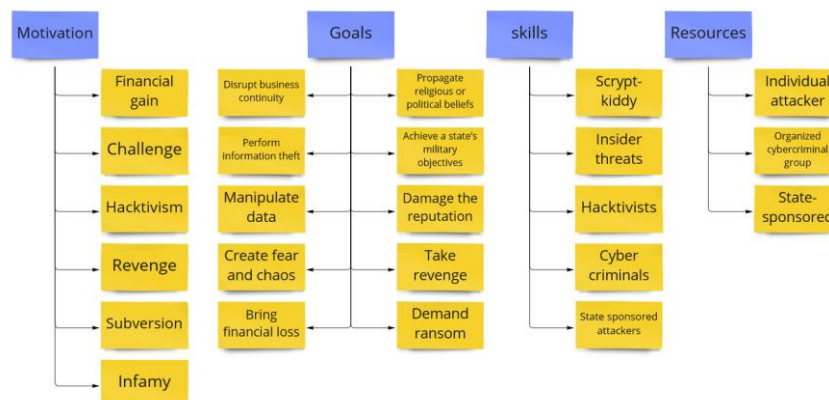 Motivation
Financial
gain
Challenge
Hacktivism
Revenge
Subversion
Infamy
Goals
Disrupt business
continuity
Perform
information theft
Manipulate
data
Create fear
and chaos
Bring
financial loss
Propagate
religious or
political beliefs
Achieve a state's
military
objectives
Damage the
reputation
Take
revenge
Demand
ransom
skills
Scrypt-
kiddy
Insider
threats
Hacktivists
Cyber
criminals
State sponsored
attackers
Resources
Individual
attacker
Organized
cybercriminal
group
State-
sponsored